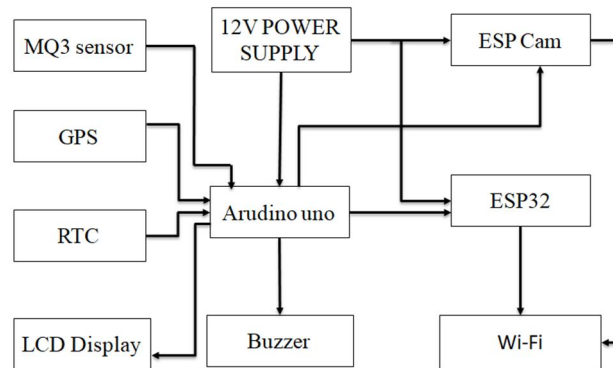 MQ3 sensor
12V POWER
SUPPLY
ESP Cam
GPS
Arudino uno
ESP32
RTC
LCD Display
Buzzer
Wi-Fi